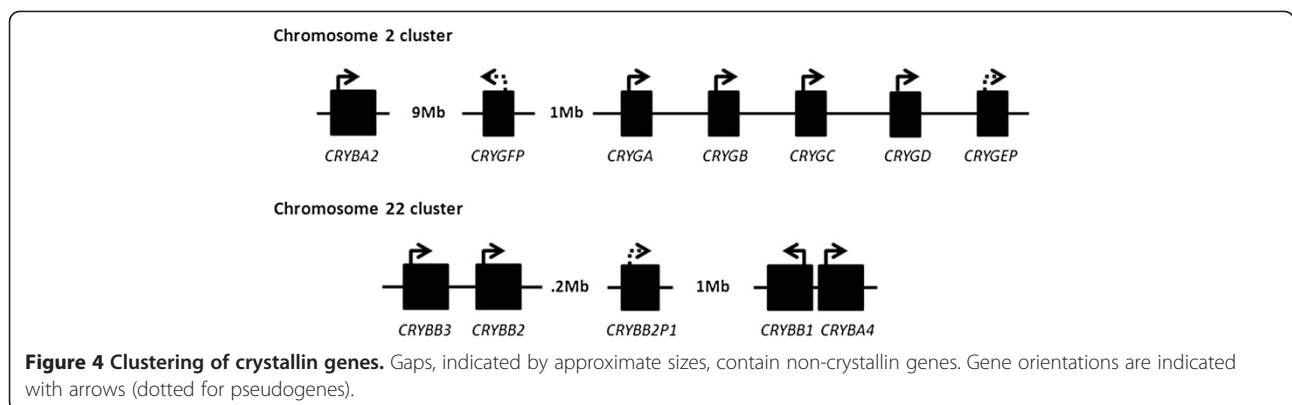 Chromosome 2 cluster
9Mb 1Mb
CRYBA2 CRYGFP CRYGA CRYGB CRYGC CRYGD CRYGEP
Chromosome 22 cluster
.2Mb 1Mb
CRYBB3 CRYBB2 CRYBB2P1 CRYBB1 CRYBA4
Figure 4 Clustering of crystallin genes. Gaps, indicated by approximate sizes, contain non-crystallin genes. Gene orientations are indicated
with arrows (dotted for pseudogenes).